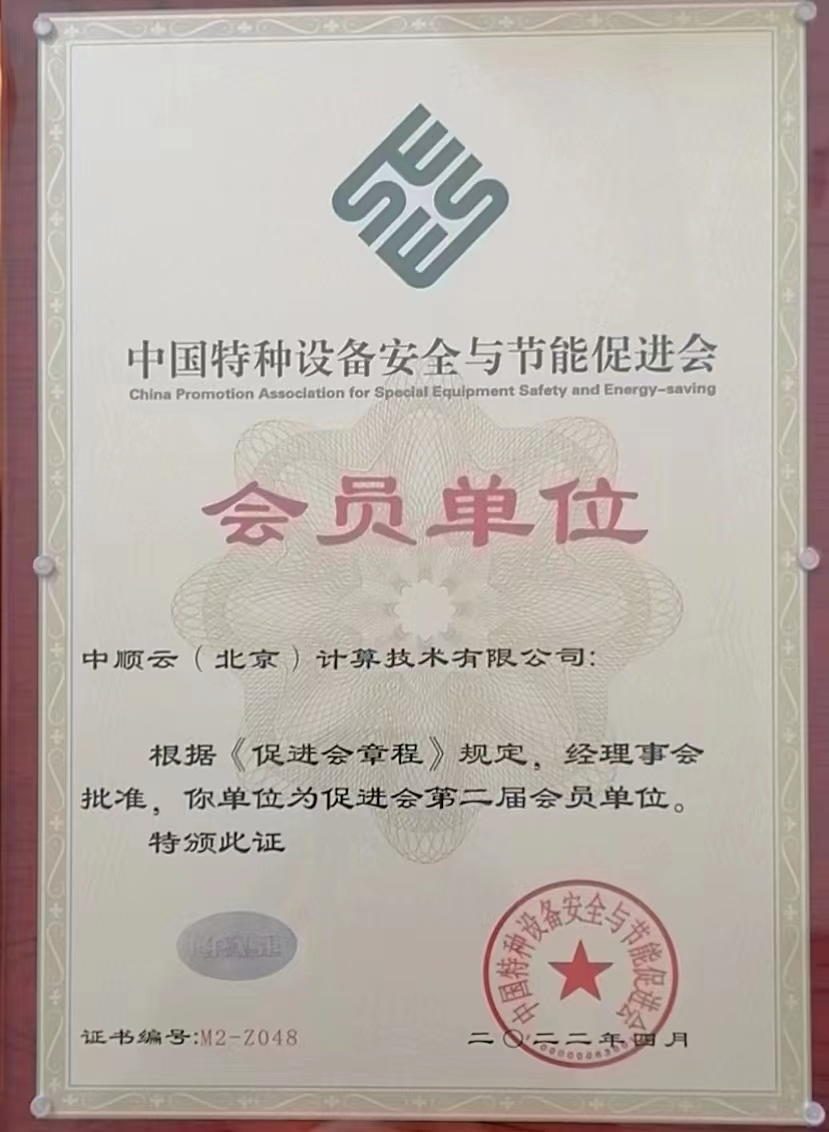 中国特种设备安全与节能促进会
China Promotion Association for Special Equipment Safety and Energy-saving
会员单位
中顺云（北京）计算技术有限公司:
根据《促进会章程》规定，经理事会
批准，你单位为促进会第二届会员单位。
特颁此证
中国特种设备安全与节能促进会
证书编号:M2-Z048
二〇二二年四月